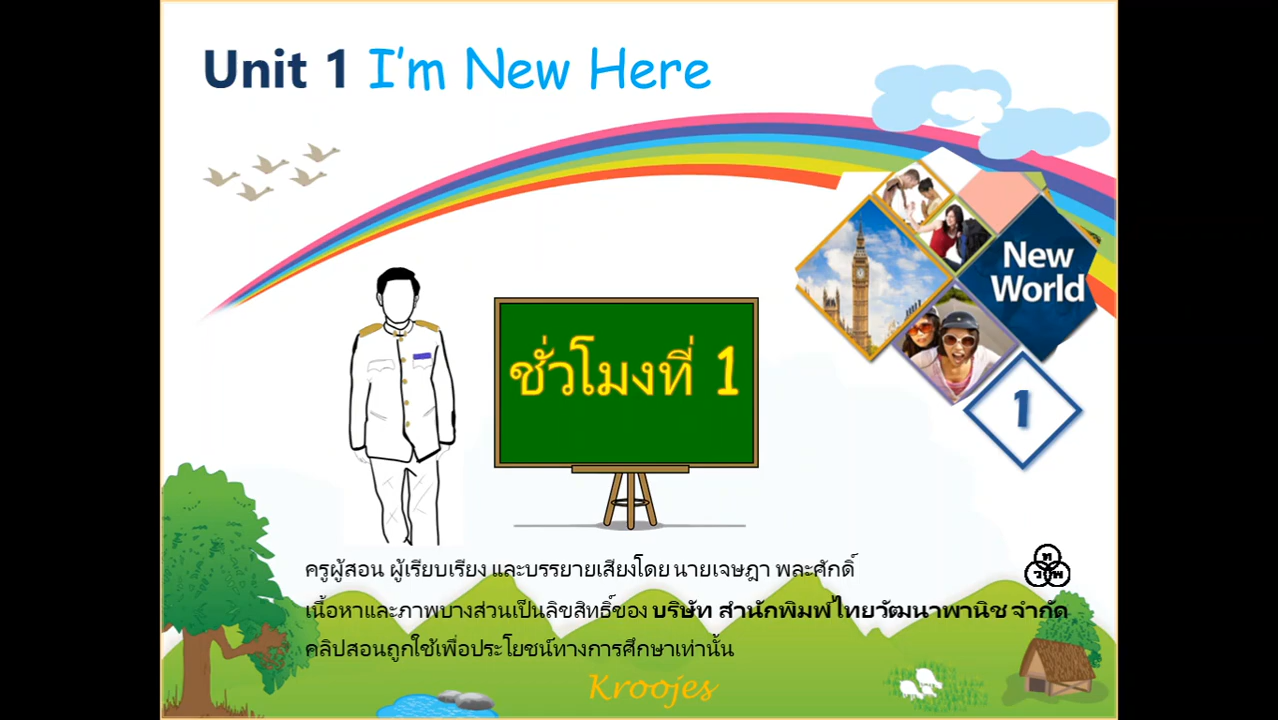 Unit 1 I'm New Here
New
World
1
ชั่วโมงที่ 1
ครูผู้สอน ผู้เรียบเรียง และบรรยายเสียงโดย นายเจษฎา พละศักดิ์
ท
วพ
เนื้อหาและภาพบางส่วนเป็นลิขสิทธิ์ของ บริษัท สำนักพิมพ์ไทยวัฒนาพานิช จำกัด
คลิปสอนถูกใช้เพื่อประโยชน์ทางการศึกษาเท่านั้น
Kroojes